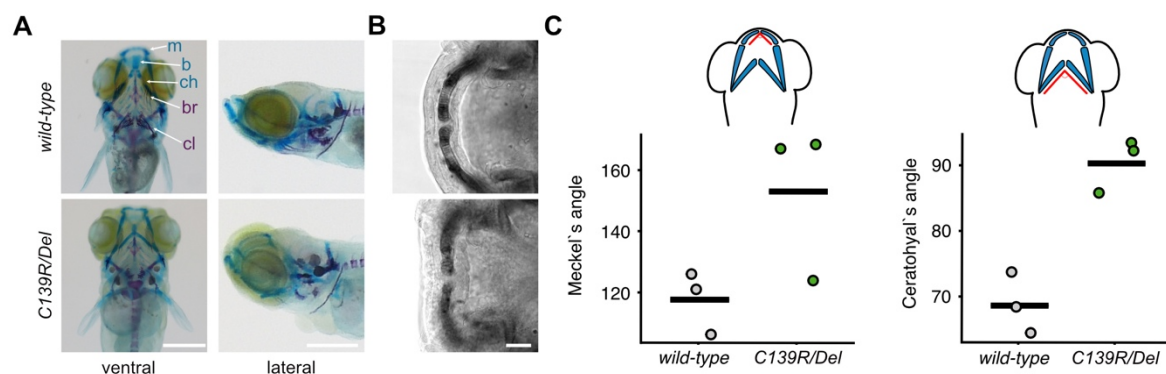 A
B
C
wild-type
m
b
ch
br
cl
C139R/Del
ventral
lateral
Meckel`s angle
160
140
120
wild-type
C139R/Del
Ceratohyal`s angle
90
80
70
wild-type
C139R/Del